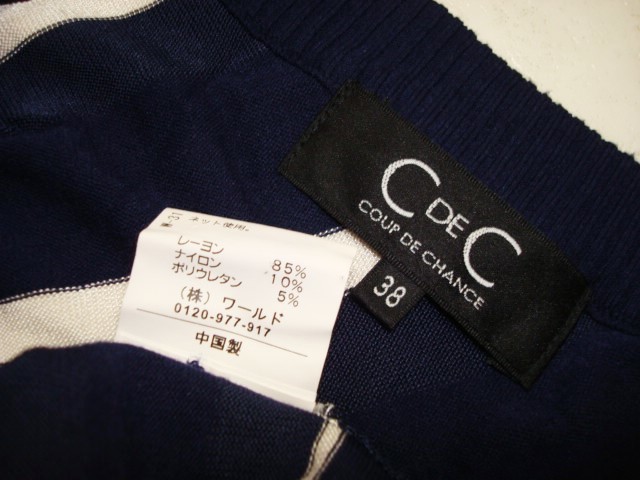 C DE C
COUP DE CHANCE
38
ネット使用。
レーヨン 85%
ナイロン 10%
ポリウレタン 5%
(株) ワールド
0120-977-917
中国製